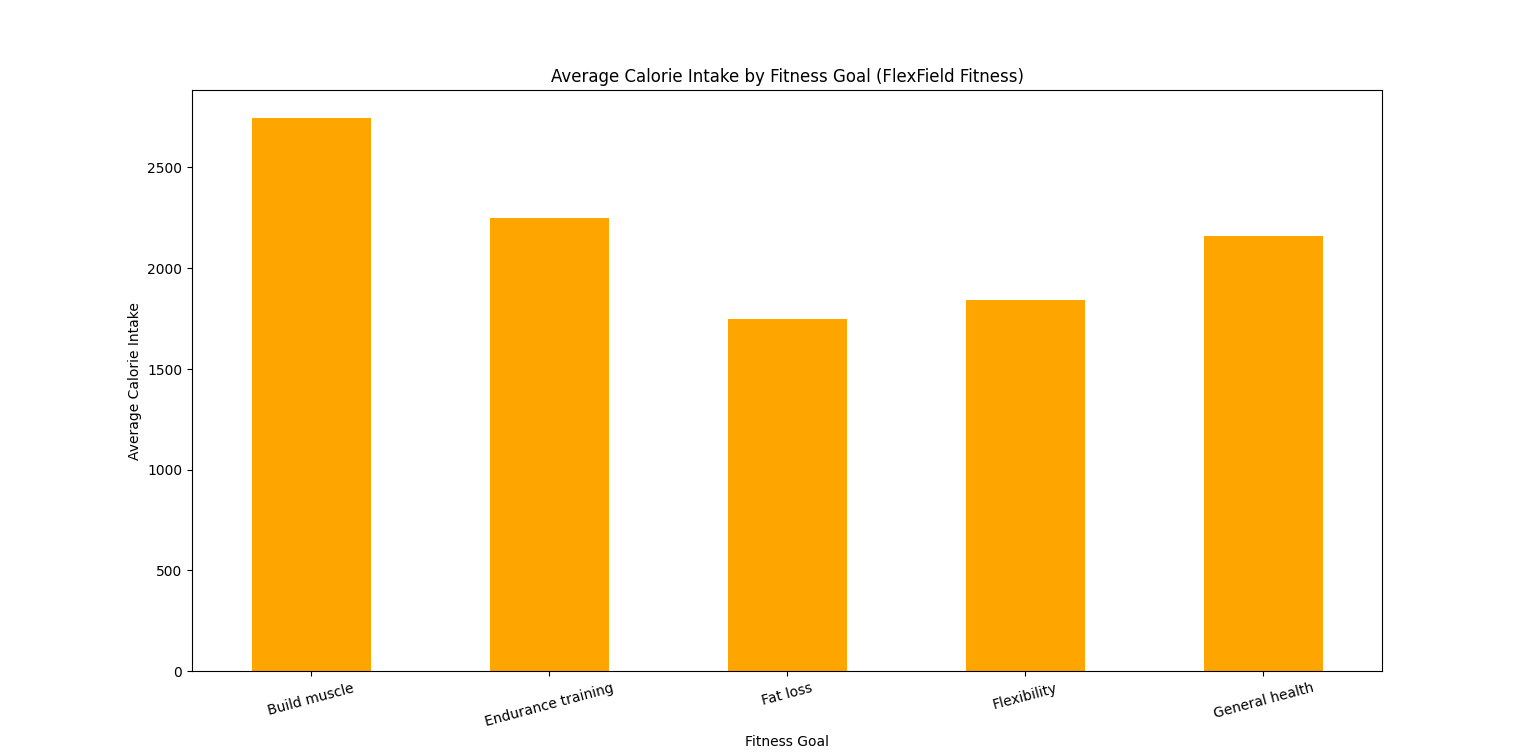 Average Calorie Intake by Fitness Goal (FlexField Fitness)
Average Calorie Intake
2500
2000
1500
1000
500
0
Build muscle
Endurance training
Fat loss
Flexibility
General health
Fitness Goal